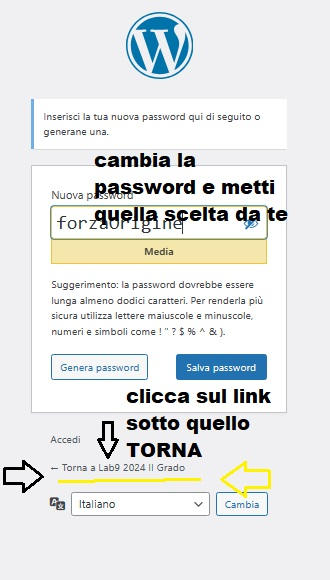 Inserisci la tua nuova password qui di seguito o
generane una.
cambia la
password e metti
quella scelta da te
Nuova password
forzaOrigine
Media
Suggerimento: la password dovrebbe essere
lunga almeno dodici caratteri. Per renderla più
sicura utilizza lettere maiuscole e minuscole,
numeri e simboli come ! " ? $ % ^ & ).
Genera password Salva password
clicca sul link
sotto quello
TORNA
Accedi
← Torna a Lab9 2024 II Grado
Italiano Cambia